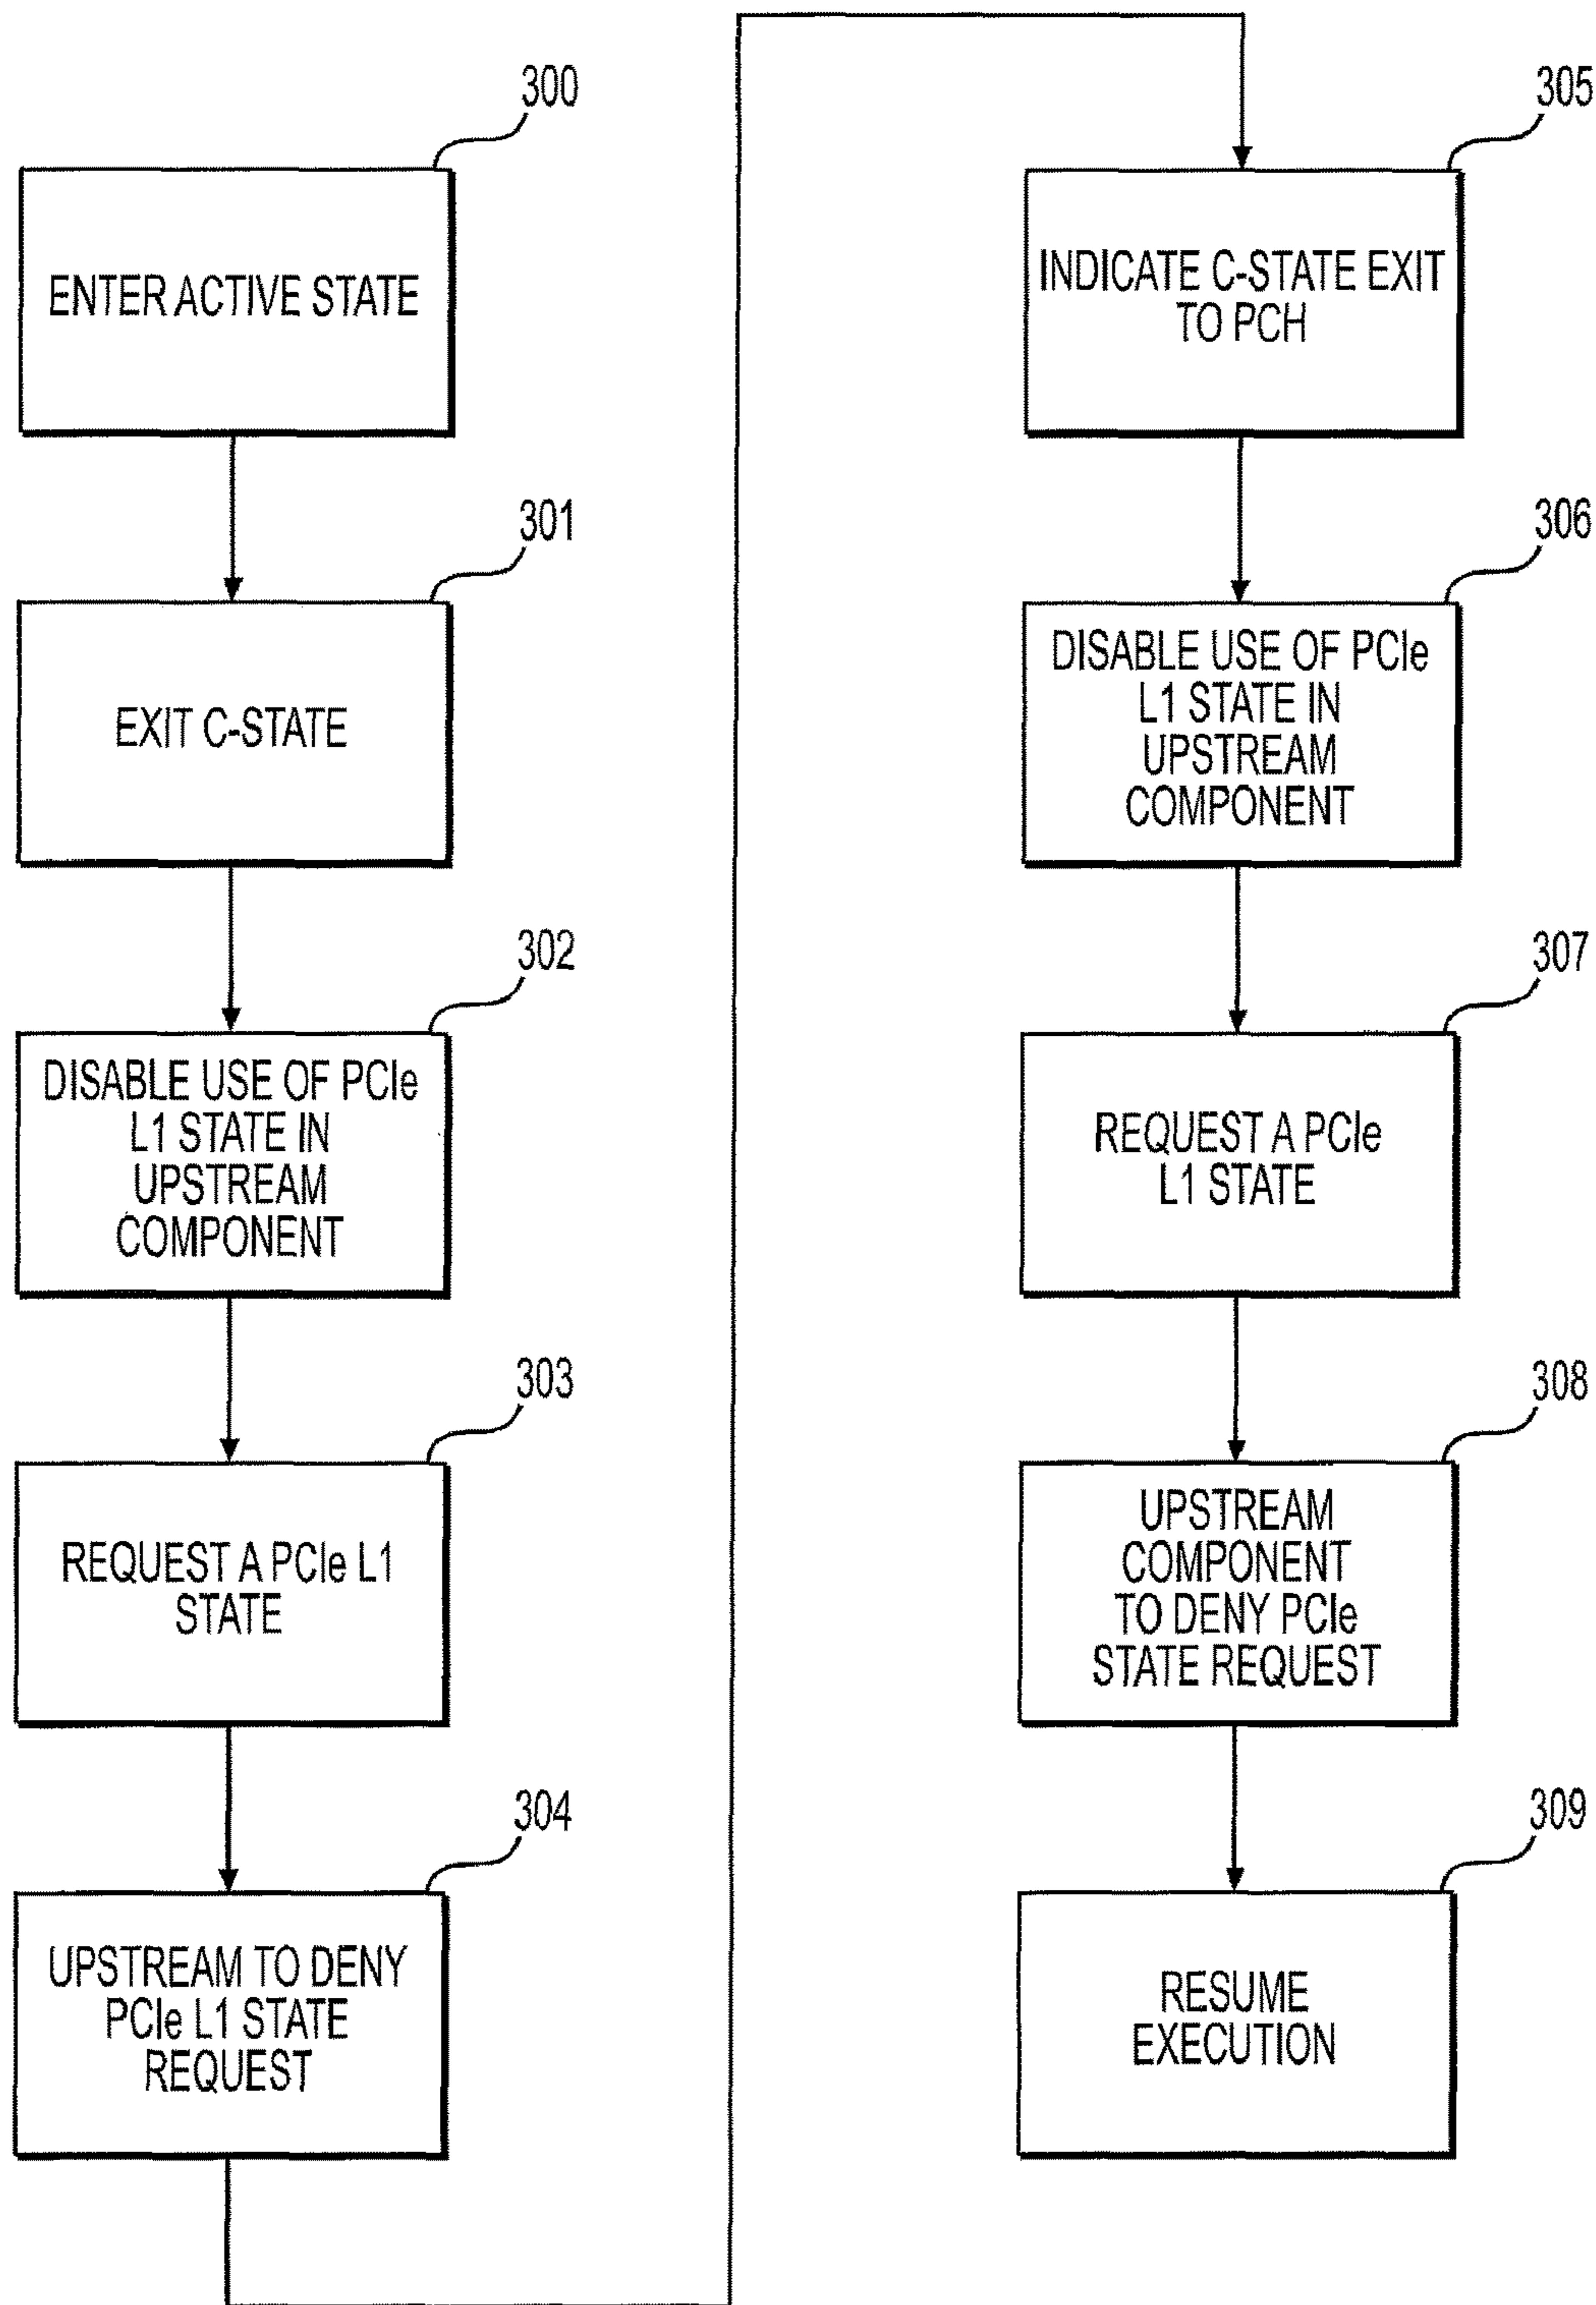 300
ENTER ACTIVE STATE
301
EXIT C-STATE
302
DISABLE USE OF PCIe
L1 STATE IN
UPSTREAM
COMPONENT
303
REQUEST A PCIe L1
STATE
304
UPSTREAM TO DENY
PCIe L1 STATE
REQUEST
305
INDICATE C-STATE EXIT
TO PCH
306
DISABLE USE OF PCIe
L1 STATE IN
UPSTREAM
COMPONENT
307
REQUEST A PCIe
L1 STATE
308
UPSTREAM
COMPONENT
TO DENY PCIe
STATE REQUEST
309
RESUME
EXECUTION